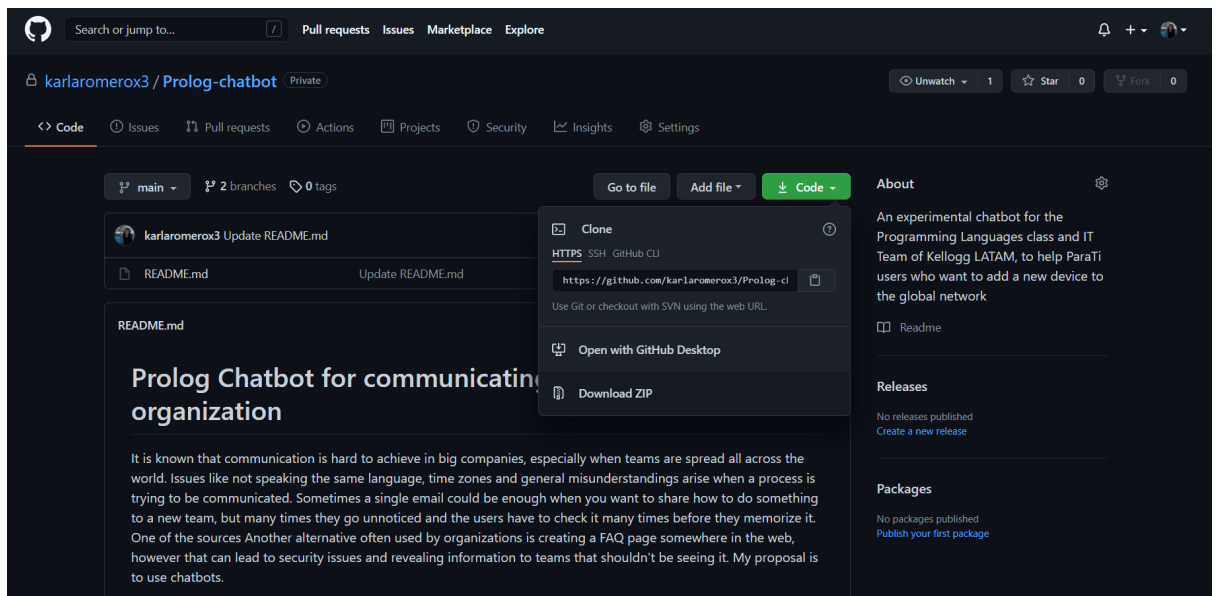 Search or jump to... /
Pull requests Issues Marketplace Explore
karlaromerox3 / Prolog-chatbot Private
Unwatch 1 Star 0 Fork 0
Code Issues Pull requests Actions Projects Security Insights Settings
main 2 branches 0 tags
Go to file Add file Code
karlaromerox3 Update README.md
README.md Update README.md
Clone
HTTPS SSH GitHub CLI
https://github.com/karlaromerox3/Prolog-cl
Use Git or checkout with SVN using the web URL.
Open with GitHub Desktop
Download ZIP
README.md
Prolog Chatbot for communicating
organization
It is known that communication is hard to achieve in big companies, especially when teams are spread all across the
world. Issues like not speaking the same language, time zones and general misunderstandings arise when a process is
trying to be communicated. Sometimes a single email could be enough when you want to share how to do something
to a new team, but many times they go unnoticed and the users have to check it many times before they memorize it.
One of the sources Another alternative often used by organizations is creating a FAQ page somewhere in the web,
however that can lead to security issues and revealing information to teams that shouldn't be seeing it. My proposal is
to use chatbots.
About
An experimental chatbot for the
Programming Languages class and IT
Team of Kellogg LATAM, to help ParaTi
users who want to add a new device to
the global network
Readme
Releases
No releases published
Create a new release
Packages
No packages published
Publish your first package